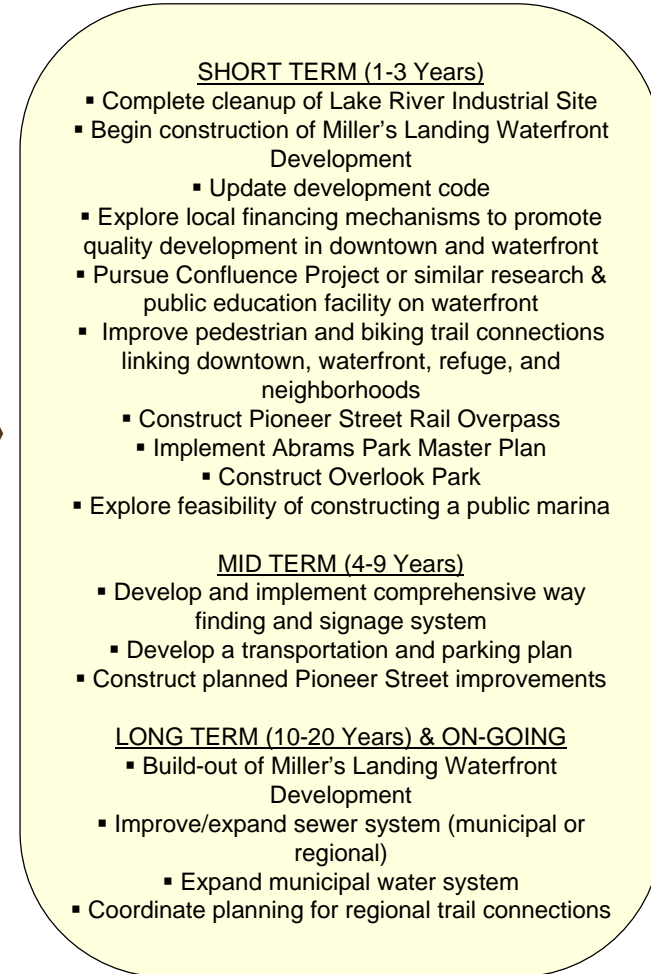 SHORT TERM (1-3 Years)
▪ Complete cleanup of Lake River Industrial Site
▪ Begin construction of Miller’s Landing Waterfront
Development
▪ Update development code
▪ Explore local financing mechanisms to promote
quality development in downtown and waterfront
▪ Pursue Confluence Project or similar research &
public education facility on waterfront
▪ Improve pedestrian and biking trail connections
linking downtown, waterfront, refuge, and
neighborhoods
▪ Construct Pioneer Street Rail Overpass
▪ Implement Abrams Park Master Plan
▪ Construct Overlook Park
▪ Explore feasibility of constructing a public marina
MID TERM (4-9 Years)
▪ Develop and implement comprehensive way
finding and signage system
▪ Develop a transportation and parking plan
▪ Construct planned Pioneer Street improvements
LONG TERM (10-20 Years) & ON-GOING
▪ Build-out of Miller’s Landing Waterfront
Development
▪ Improve/expand sewer system (municipal or
regional)
▪ Expand municipal water system
▪ Coordinate planning for regional trail connections